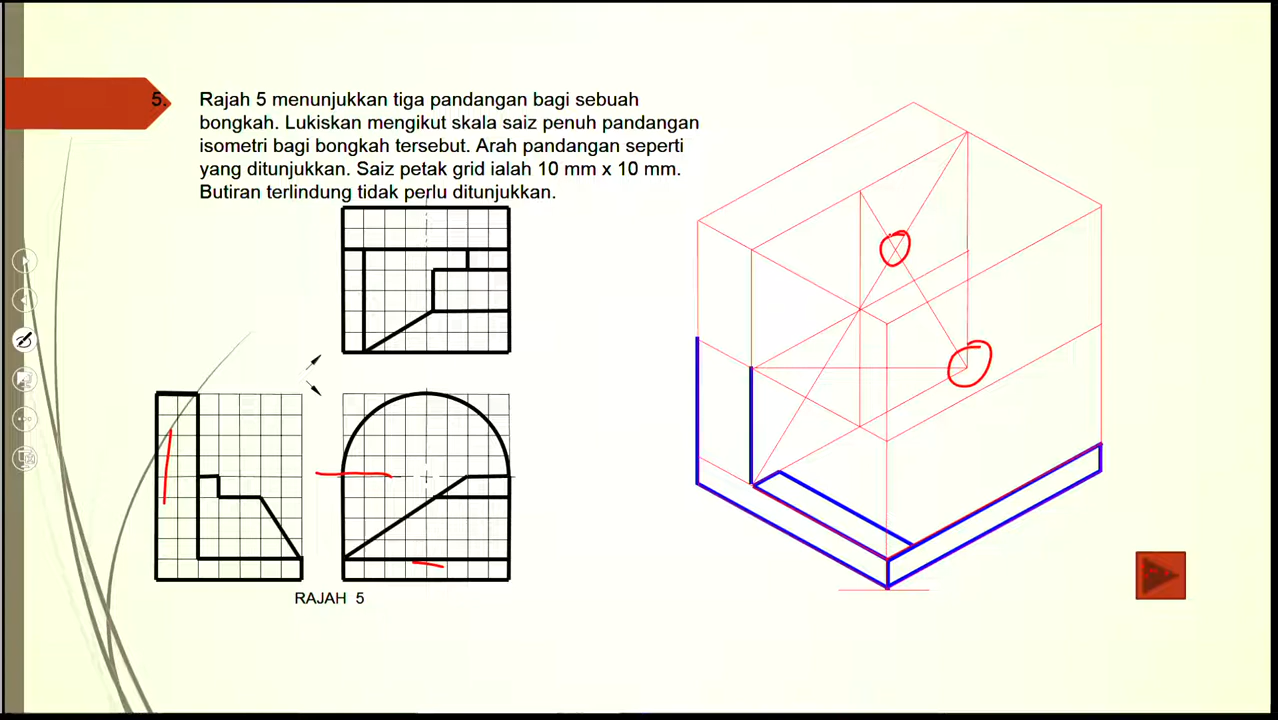 5. Rajah 5 menunjukkan tiga pandangan bagi sebuah
bongkah. Lukiskan mengikut skala saiz penuh pandangan
isometri bagi bongkah tersebut. Arah pandangan seperti
yang ditunjukkan. Saiz petak grid ialah 10 mm x 10 mm.
Butiran terlindung tidak perlu ditunjukkan.
RAJAH 5